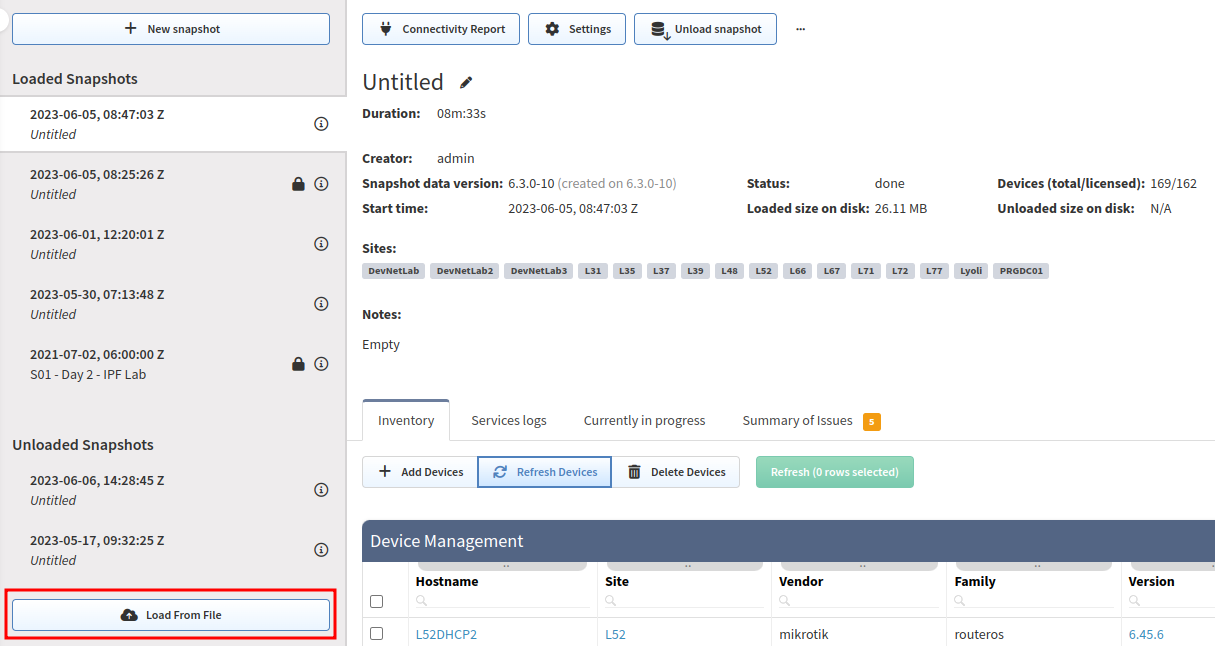 New snapshot
Loaded Snapshots
2023-06-05, 08:47:03 Z
Untitled
2023-06-05, 08:25:26 Z
Untitled
2023-06-01, 12:20:01 Z
Untitled
2023-05-30, 07:13:48 Z
Untitled
2021-07-02, 06:00:00 Z
S01 - Day 2 - IPF Lab
Unloaded Snapshots
2023-06-06, 14:28:45 Z
Untitled
2023-05-17, 09:32:25 Z
Untitled
Load From File
Connectivity Report Settings Unload snapshot ...
Untitled
Duration: 08m:33s
Creator: admin
Snapshot data version: 6.3.0-10 (created on 6.3.0-10) Status: done Devices (total/licensed): 169/162
Start time: 2023-06-05, 08:47:03 Z Loaded size on disk: 26.11 MB Unloaded size on disk: N/A
Sites:
DevNetLab DevNetLab2 DevNetLab3 L31 L35 L37 L39 L48 L52 L66 L67 L71 L72 L77 Lyoli PRGDC01
Notes:
Empty
Inventory Services logs Currently in progress Summary of Issues 5
Add Devices Refresh Devices Delete Devices Refresh (0 rows selected)
Device Management
Hostname Site Vendor Family Version
L52DHCP2 L52 mikrotik routeros 6.45.6